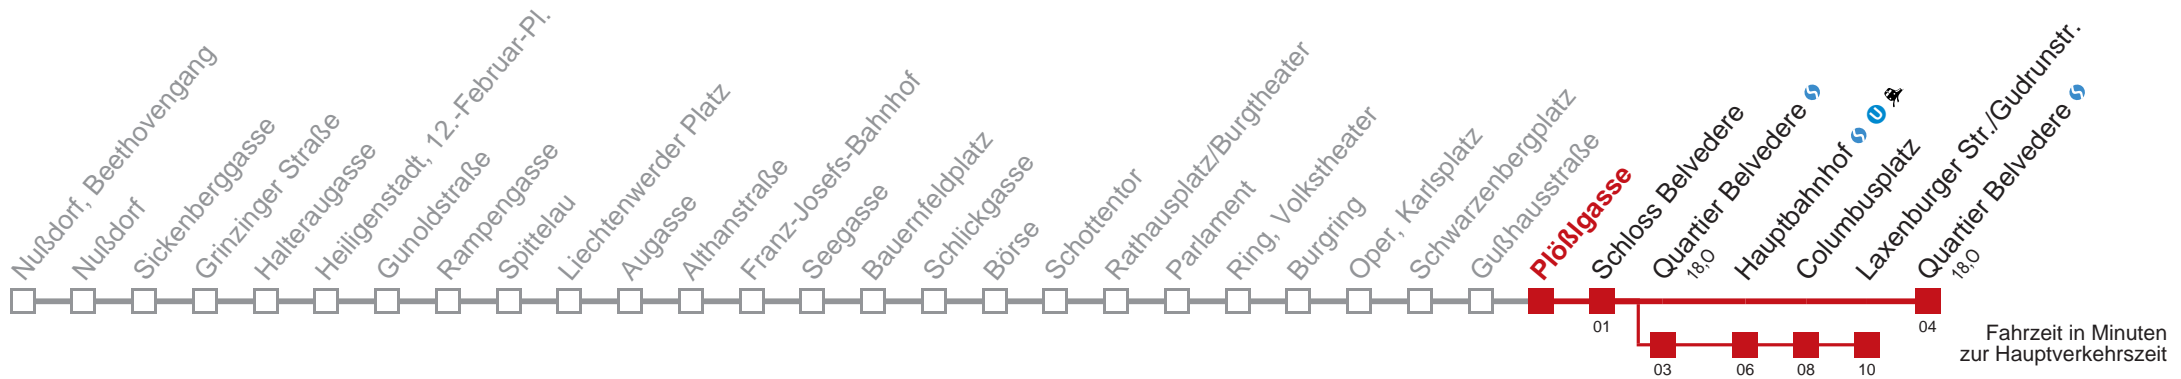 Nußdorf, Beethovengang
Nußdorf
Sickenberggasse
Grinzinger Straße
Halteraugasse
Heiligenstadt, 12.-Februar-Pl.
Gunoldstraße
Rampengasse
Spittelau
Liechtenwerder Platz
Augasse
Althanstraße
Franz-Josefs-Bahnhof
Seegasse
Bauernfeldplatz
Schlickgasse
Börse
Schottentor
Rathausplatz/Burgtheater
Parlament
Ring, Volkstheater
Burgring
Oper, Karlsplatz
Schwarzenbergplatz
Gußhausstraße
Plößlgasse
Schloss Belvedere
Quartier Belvedere S
18,O
Hauptbahnhof S U
Columbusplatz
Laxenburger Str./Gudrunstr.
Quartier Belvedere S
18,O
01
04
03
06
08
10
Fahrzeit in Minuten
zur Hauptverkehrszeit